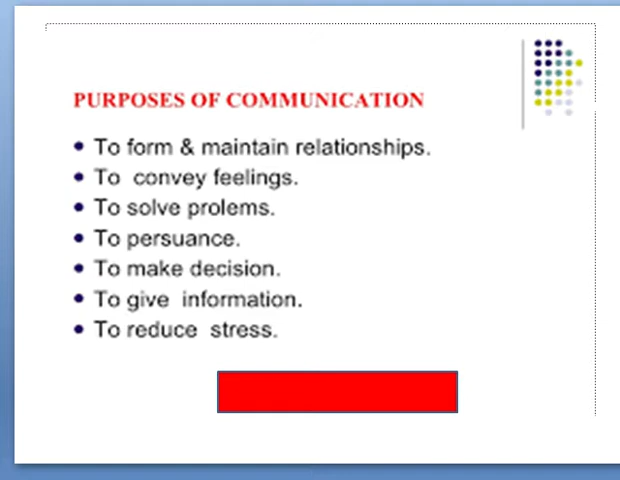 PURPOSES OF COMMUNICATION
To form & maintain relationships.
To convey feelings.
To solve prolems.
To persuance.
To make decision.
To give information.
To reduce stress.